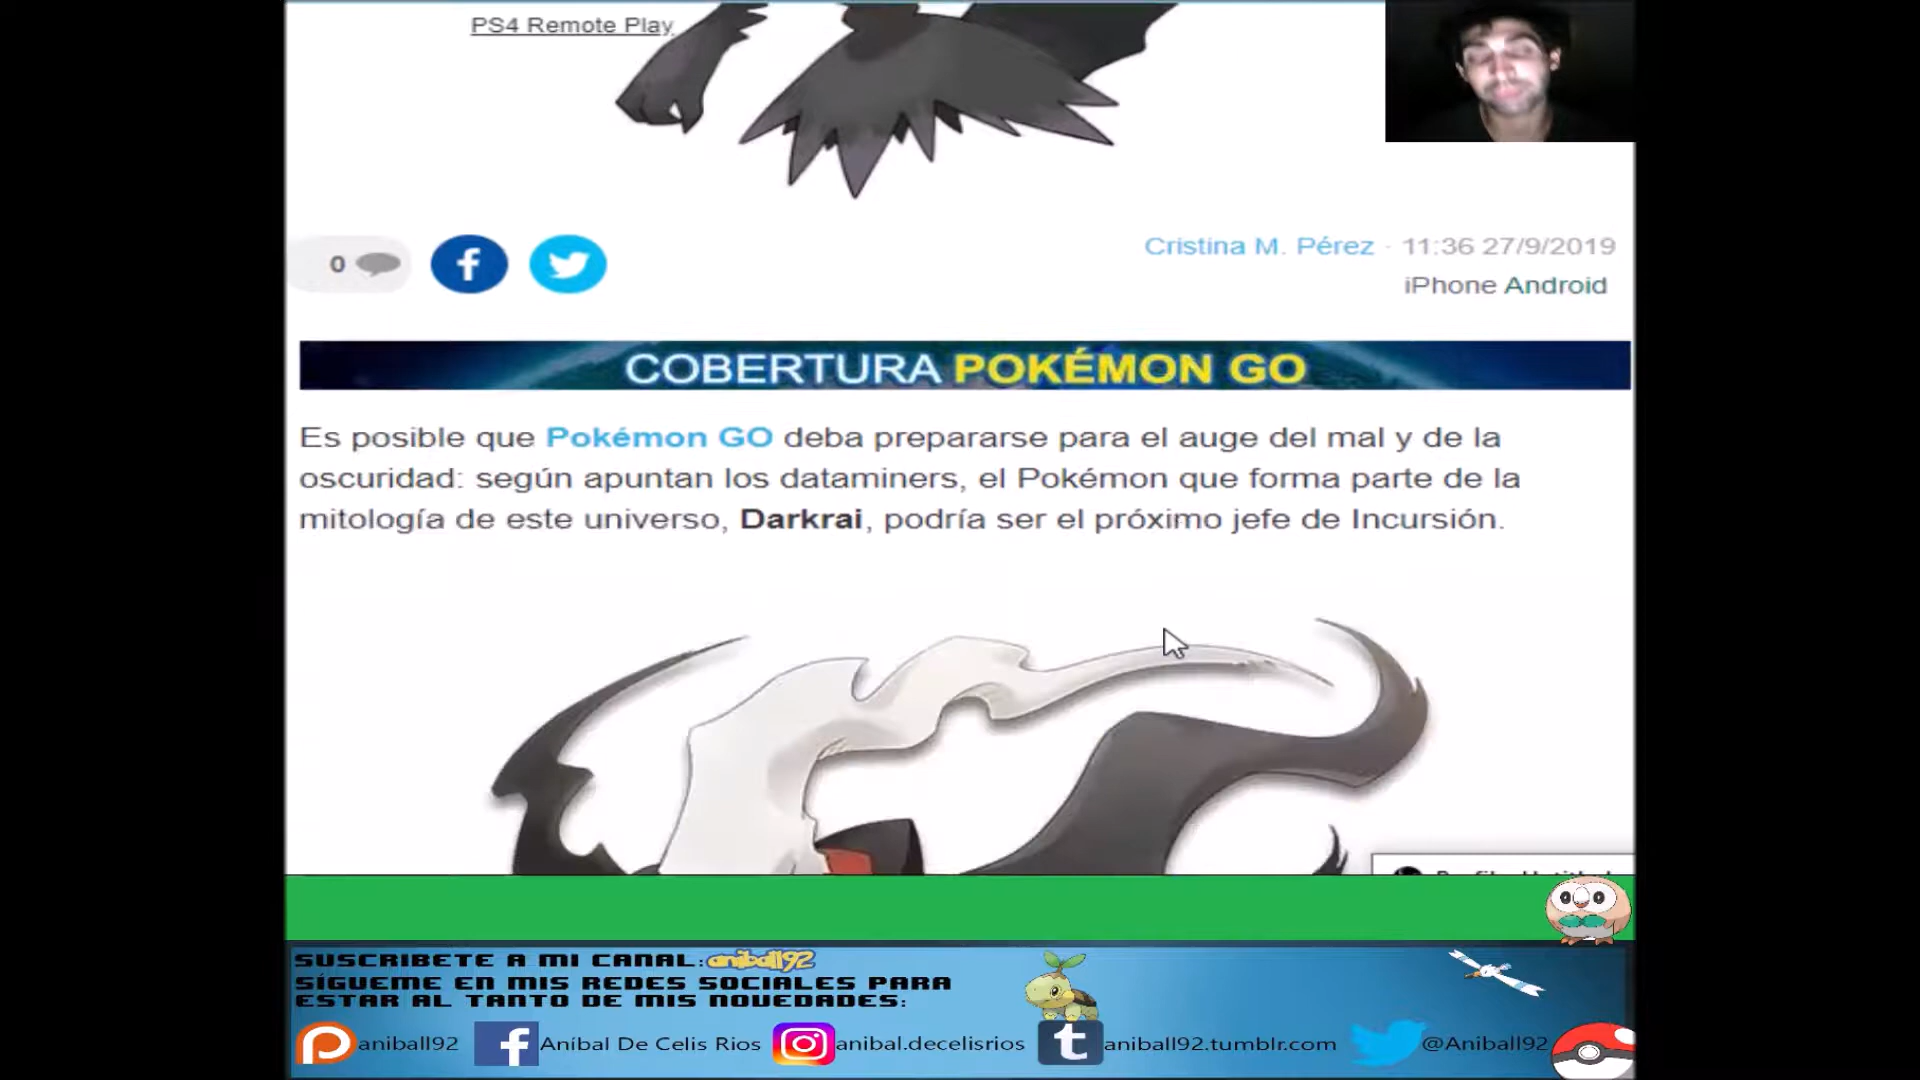 PS4 Remote Play
0
Cristina M. Pérez · 11:36 27/9/2019
iPhone Android
COBERTURA POKÉMON GO
Es posible que Pokémon GO deba prepararse para el auge del mal y de la
oscuridad: según apuntan los dataminers, el Pokémon que forma parte de la
mitología de este universo, Darkrai, podría ser el próximo jefe de Incursión.
SUSCRIBETE A MI CANAL: aniball92
SÍGUEME EN MIS REDES SOCIALES PARA
ESTAR AL TANTO DE MIS NOVEDADES:
aniball92 Aníbal De Celis Rios anibal.decelisrios aniball92.tumblr.com @Aniball92